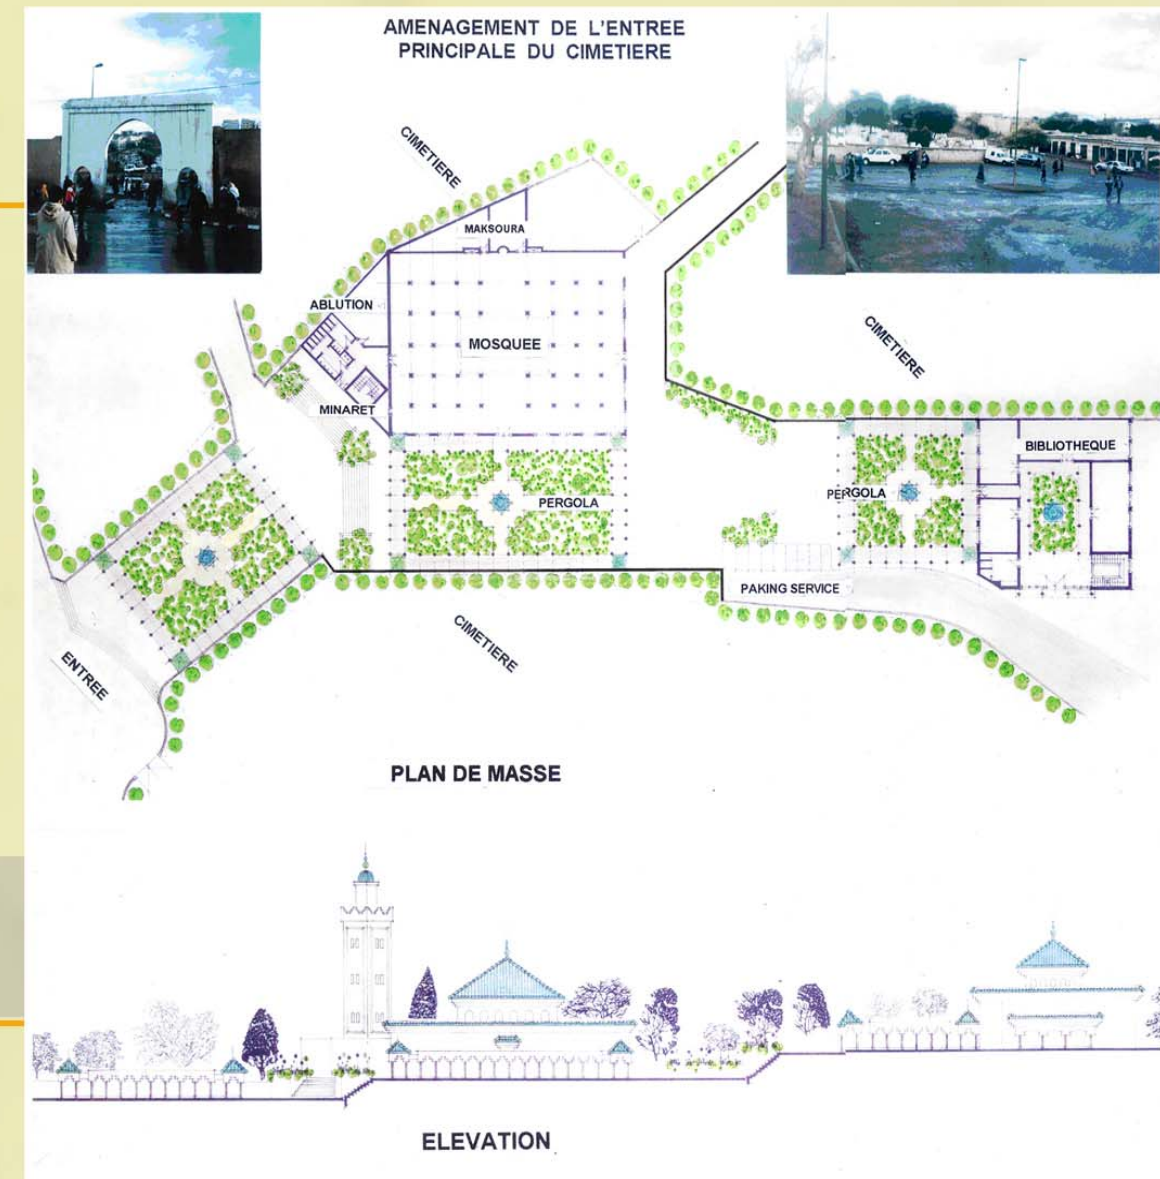 AMENAGEMENT DE L'ENTREE
PRINCIPALE DU CIMETIERE
CIMETIERE
MAKSOURA
ABLUTION
MOSQUEE
CIMETIERE
MINARET
BIBLIOTHEQUE
PERGOLA
PERGOLA
PAKING SERVICE
CIMETIERE
ENTREE
PLAN DE MASSE
ELEVATION